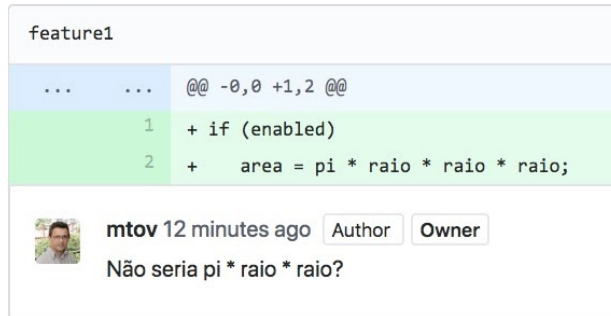 feature1
... ... @@ -0,0 +1,2 @@
1 + if (enabled)
2 +    area = pi * raio * raio * raio;
mtov 12 minutes ago Author Owner
Não seria pi * raio * raio?